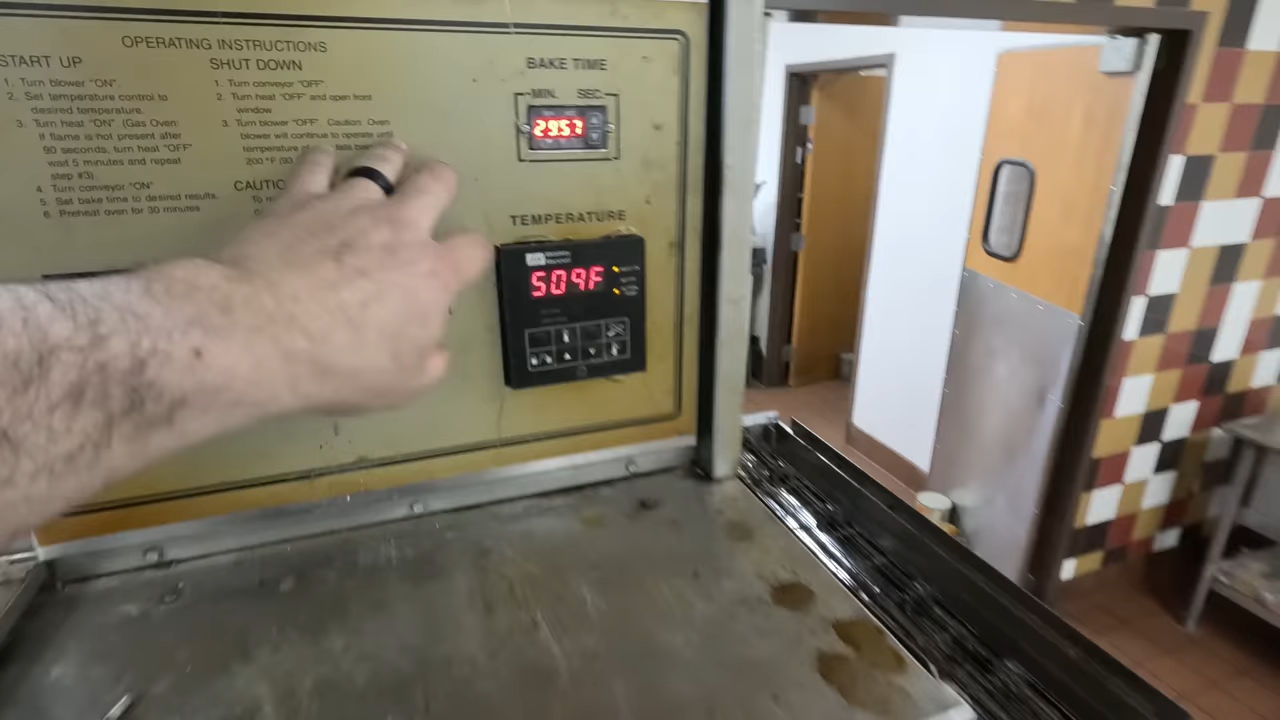 OPERATING INSTRUCTIONS
START UP
1. Turn blower "ON".
2. Set temperature control to
desired temperature.
3. Turn heat "ON". (Gas Oven:
If flame is not present after
90 seconds, turn heat "OFF"
wait 5 minutes and repeat
step #3).
4. Turn conveyor "ON"
5. Set bake time to desired results.
6. Preheat oven for 30 minutes
SHUT DOWN
1. Turn conveyor "OFF".
2. Turn heat "OFF" and open front
window
3. Turn blower "OFF". Caution: Oven
blower will continue to operate until
temperature
200 °F
BAKE TIME
MIN. SEC.
29:57
TEMPERATURE
509F